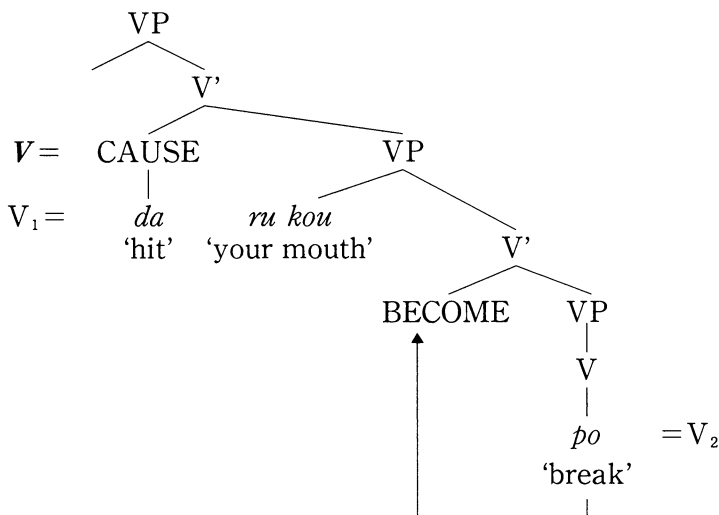 VP
V’
V = CAUSE VP
V₁ = da ru kou
‘hit’ ‘your mouth’ V’
BECOME VP
V
po = V₂
‘break’